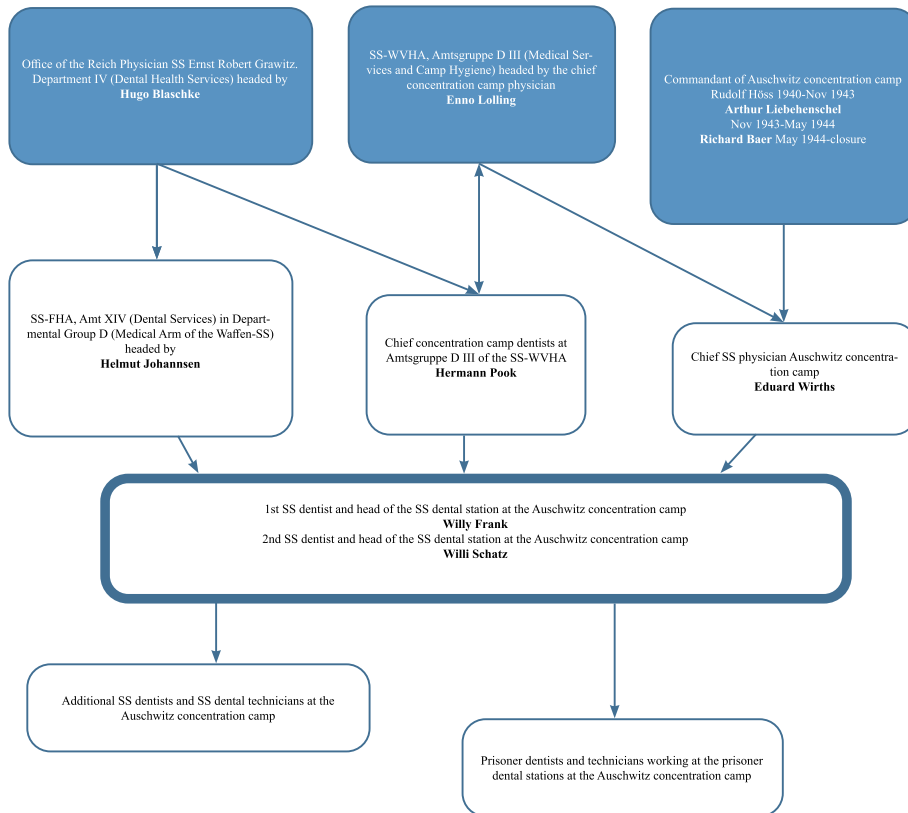 Office of the Reich Physician SS Ernst Robert Grawitz.
Department IV (Dental Health Services) headed by
Hugo Blaschke
SS-WVHA, Amtsgruppe D III (Medical Ser-
vices and Camp Hygiene) headed by the chief
concentration camp physician
Enno Lolling
Commandant of Auschwitz concentration camp
Rudolf Höss 1940-Nov 1943
Arthur Liebehenschel
Nov 1943-May 1944
Richard Baer May 1944-closure
SS-FHA, Amt XIV (Dental Services) in Depart-
mental Group D (Medical Arm of the Waffen-SS)
headed by
Helmut Johannsen
Chief concentration camp dentists at
Amtsgruppe D III of the SS-WVHA
Hermann Pook
Chief SS physician Auschwitz concentra-
tion camp
Eduard Wirths
1st SS dentist and head of the SS dental station at the Auschwitz concentration camp
Willy Frank
2nd SS dentist and head of the SS dental station at the Auschwitz concentration camp
Willi Schatz
Additional SS dentists and SS dental technicians at the
Auschwitz concentration camp
Prisoner dentists and technicians working at the prisoner
dental stations at the Auschwitz concentration camp